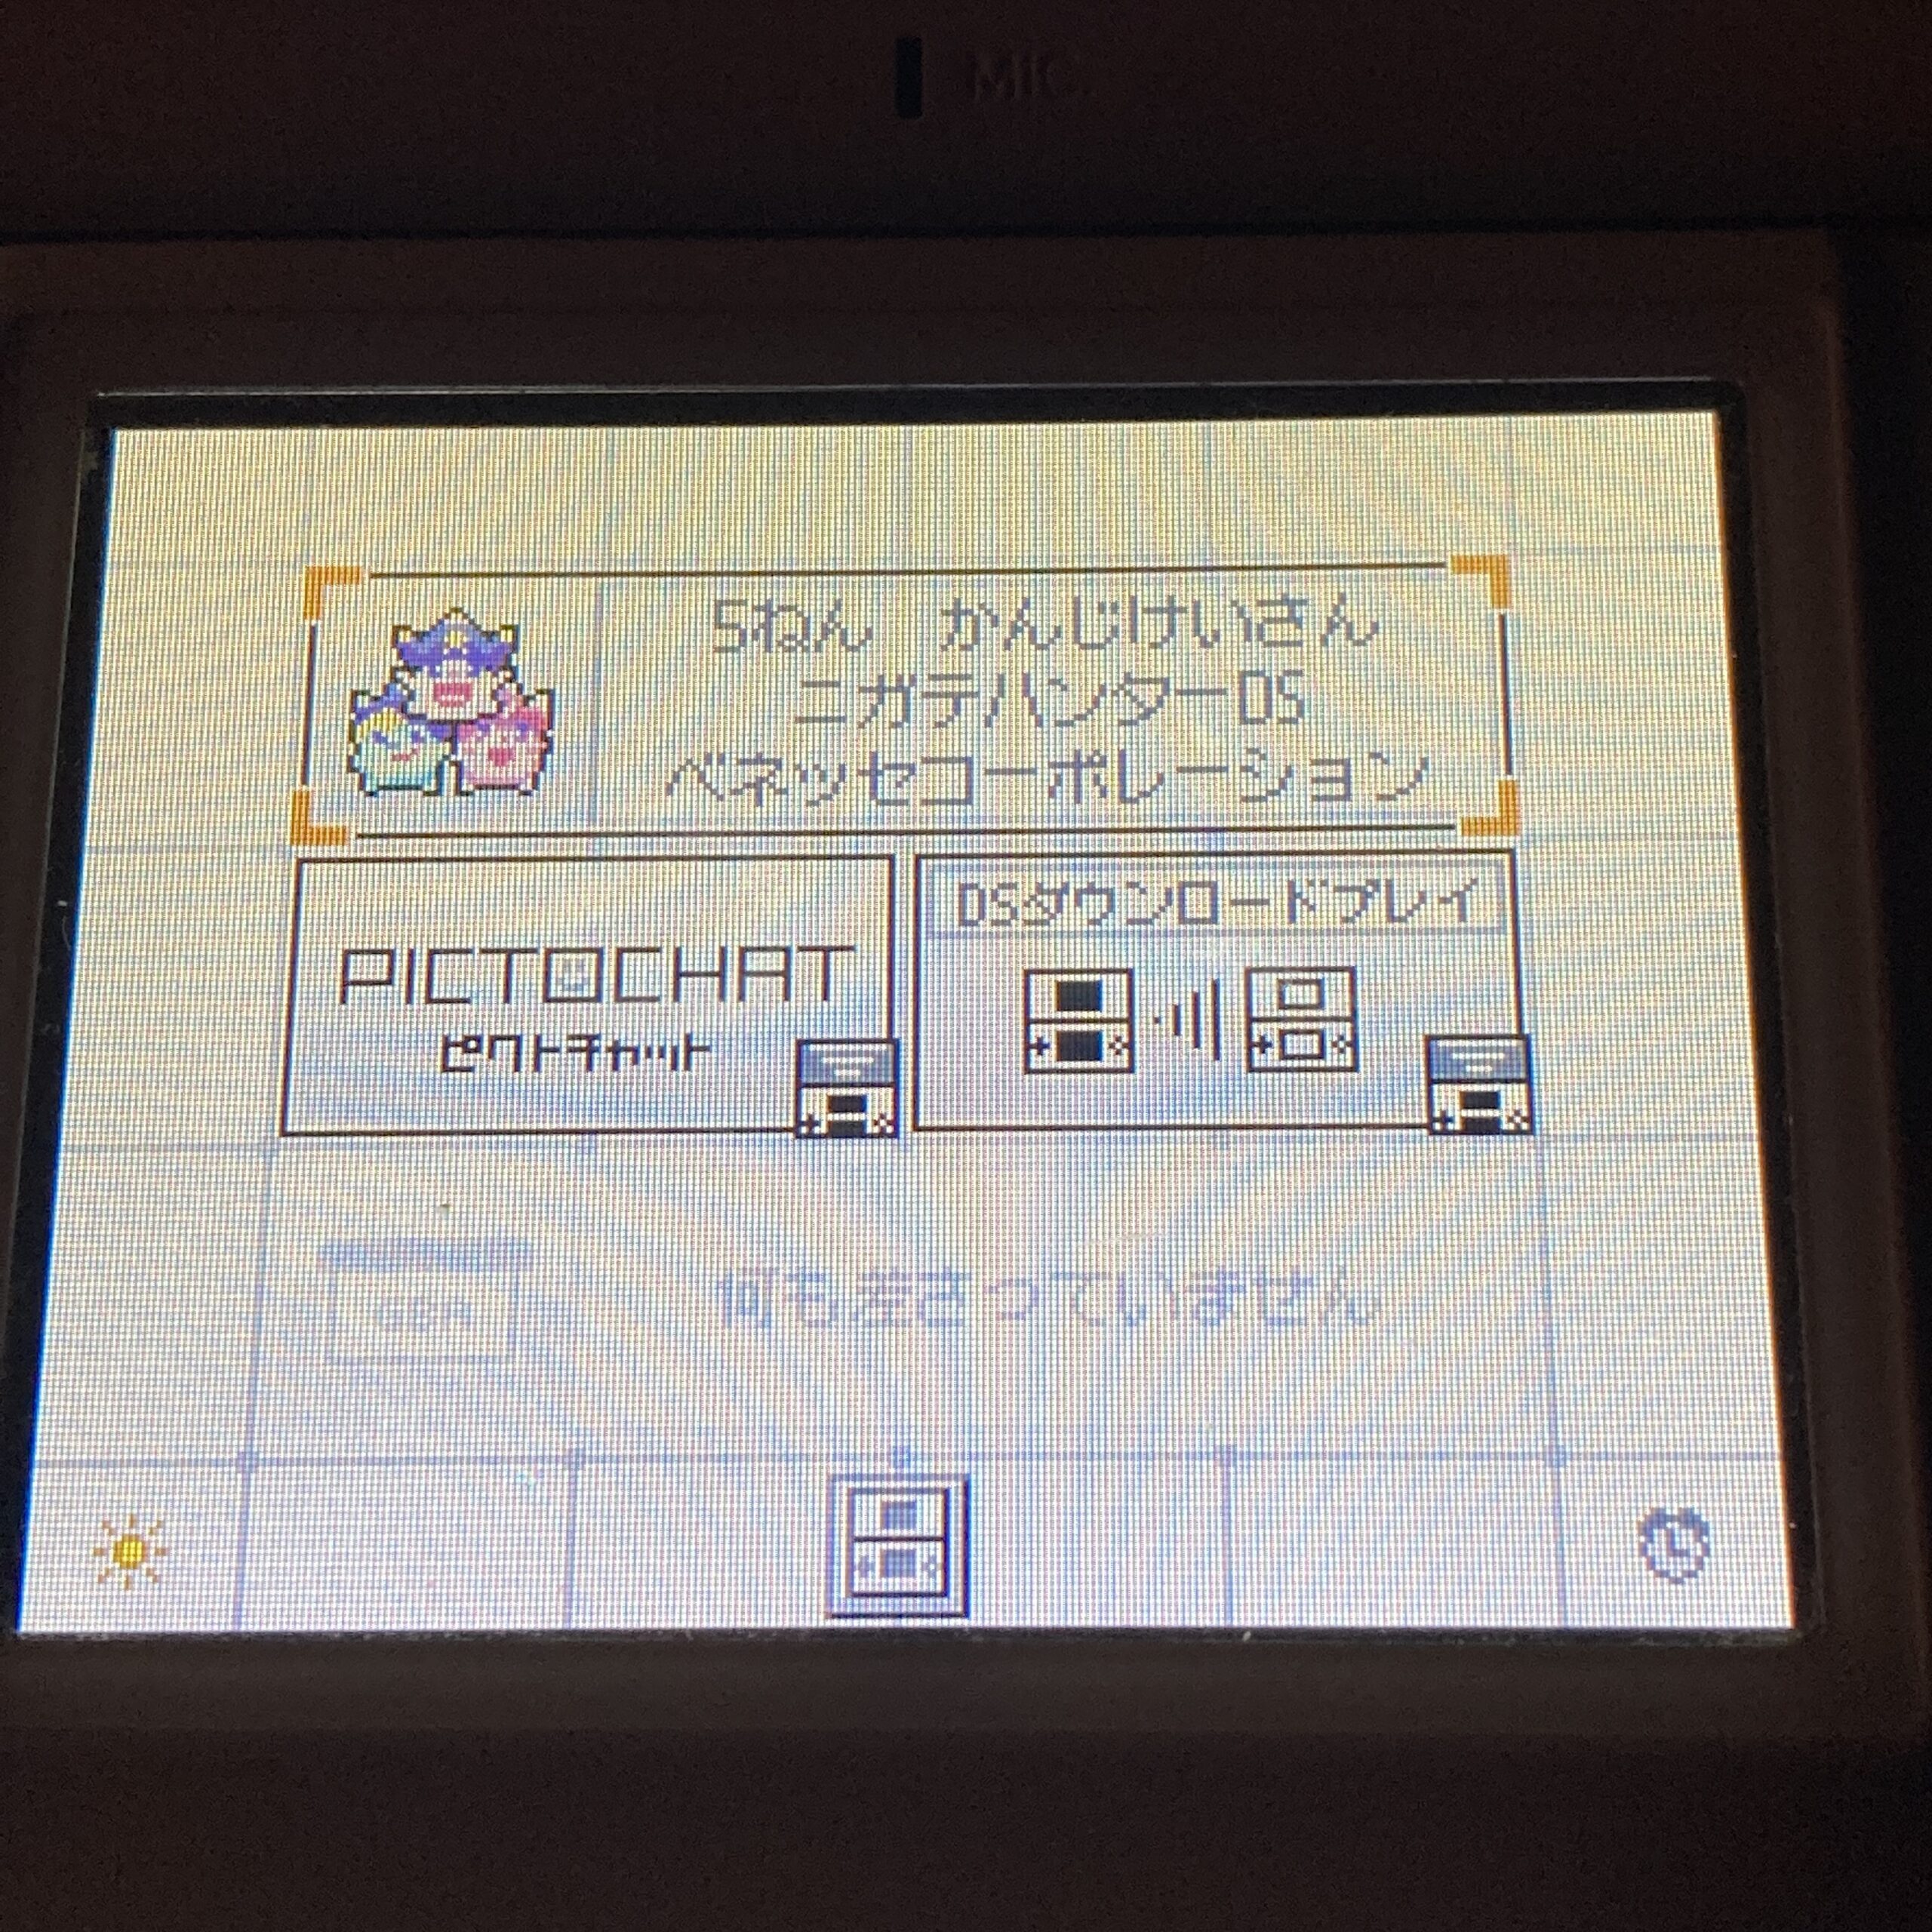 MIC.
5ねん　かんじけいさん
ニガテハンターDS
ベネッセコーポレーション
PICTOCHAT
ピクトチャット
DSダウンロードプレイ
GBA
何も差さっていません